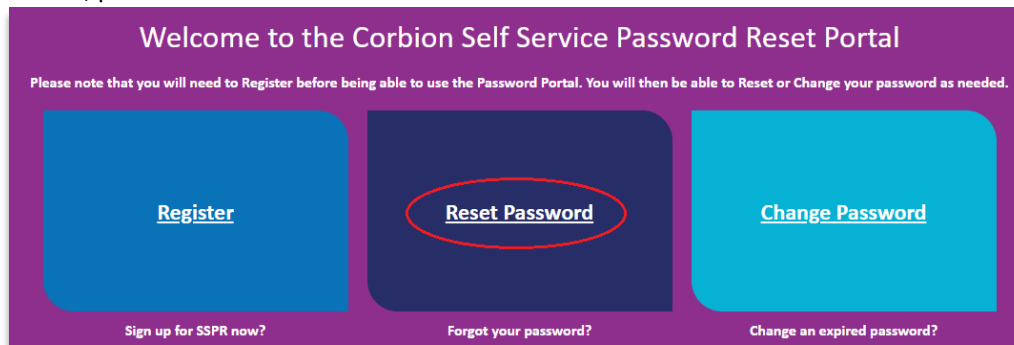 Welcome to the Corbion Self Service Password Reset Portal
Please note that you will need to Register before being able to use the Password Portal. You will then be able to Reset or Change your password as needed.
Register
Reset Password
Change Password
Sign up for SSPR now?
Forgot your password?
Change an expired password?